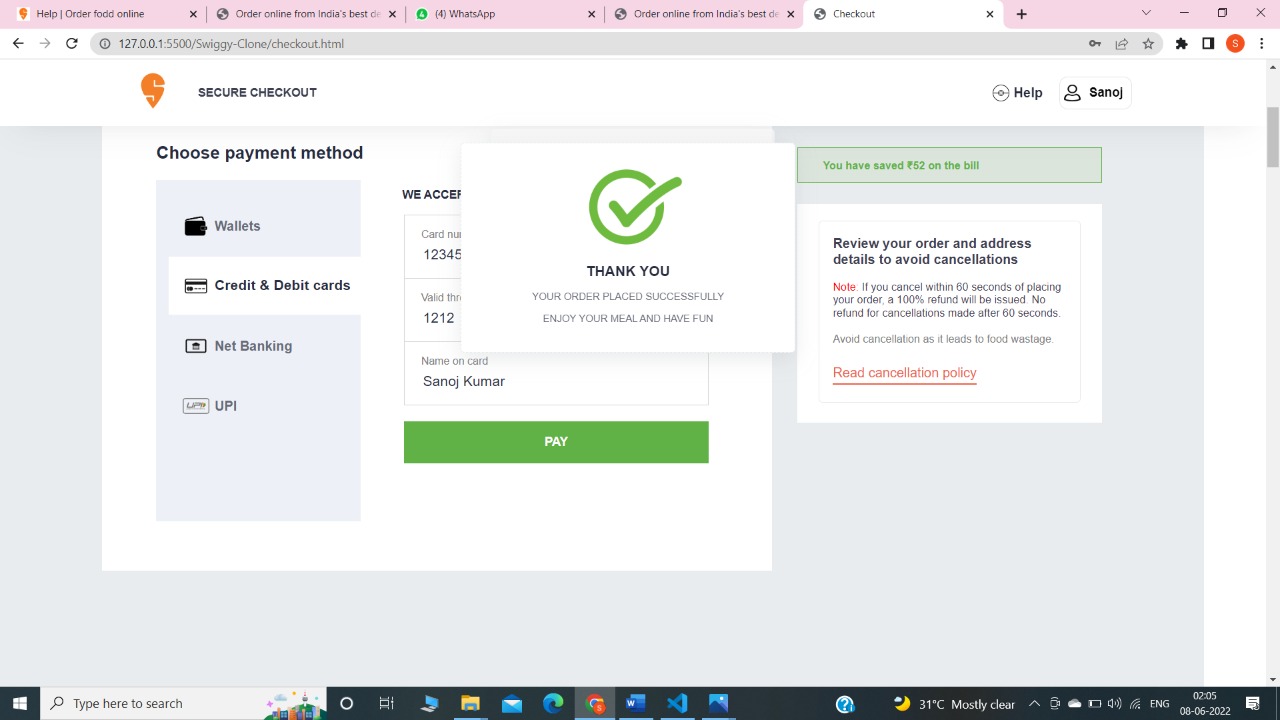 Help | Order fodd online
Order online from India's best de
(4) WhatsApp
Order online from India's best de
Checkout
127.0.0.1:5500/Swiggy-Clone/checkout.html
S
SECURE CHECKOUT
Help
Sanoj
Choose payment method
Wallets
Credit & Debit cards
Net Banking
UPI
WE ACCEP
Card nu
12345
Valid thr
1212
Name on card
Sanoj Kumar
PAY
THANK YOU
YOUR ORDER PLACED SUCCESSFULLY
ENJOY YOUR MEAL AND HAVE FUN
You have saved ₹52 on the bill
Review your order and address
details to avoid cancellations
Note: If you cancel within 60 seconds of placing
your order, a 100% refund will be issued. No
refund for cancellations made after 60 seconds.
Avoid cancellation as it leads to food wastage.
Read cancellation policy
Type here to search
31°C Mostly clear
ENG
02:05
08-06-2022